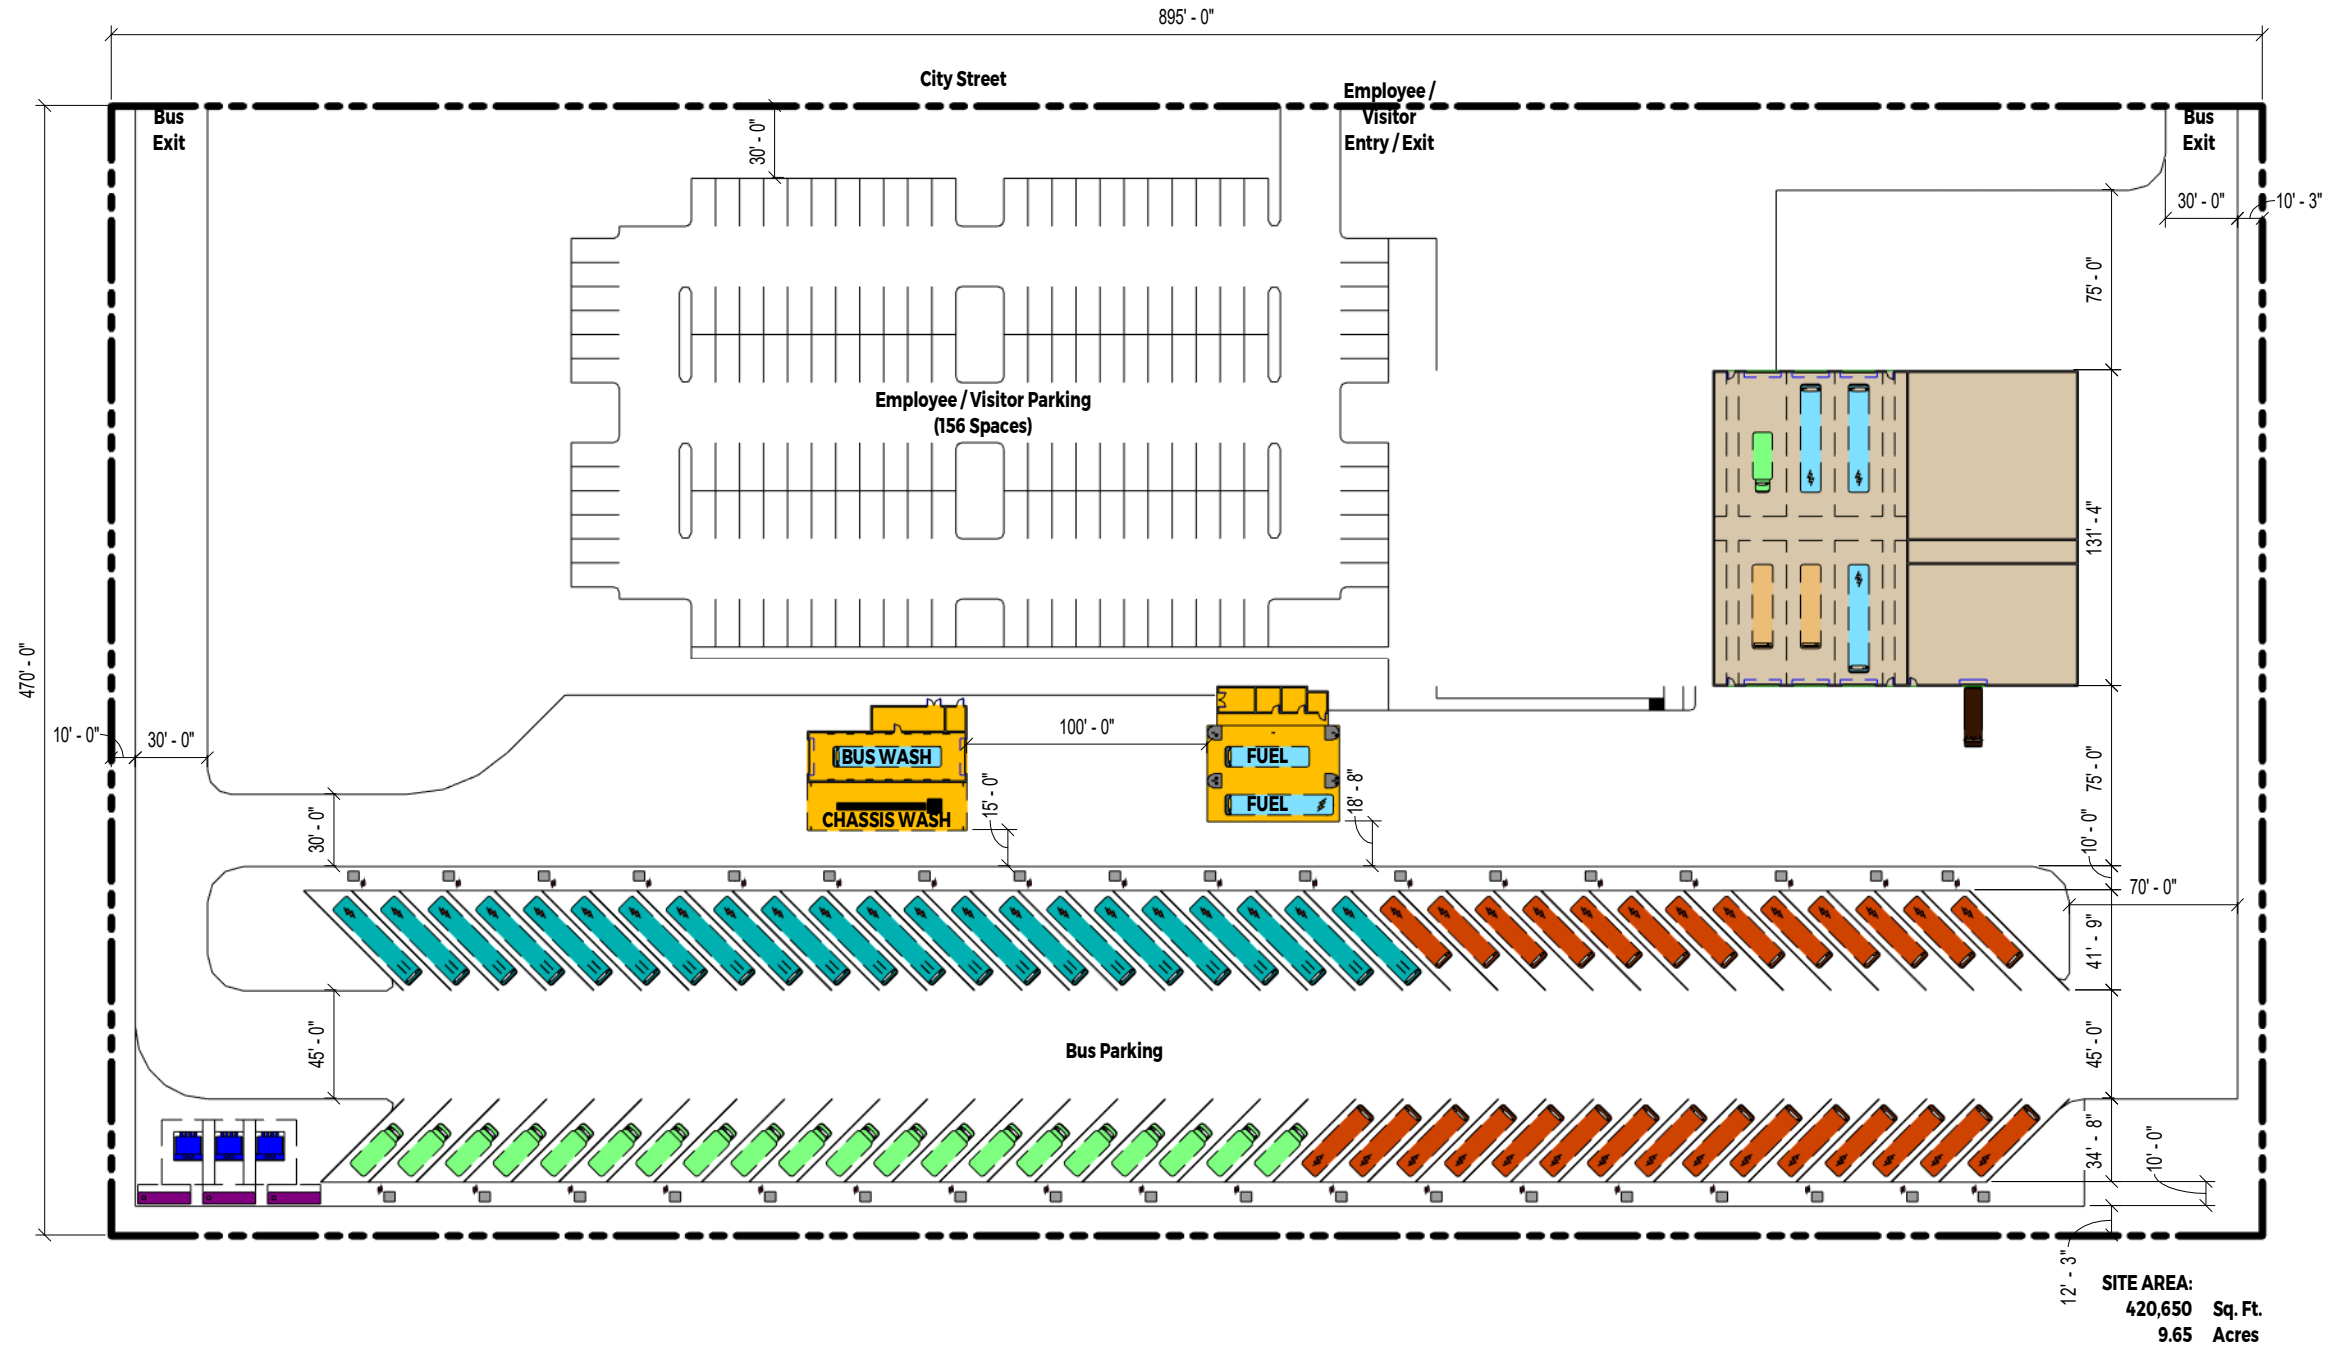 895' - 0"
City Street
Employee /
Visitor
Entry / Exit
Bus
Exit
Bus
Exit
30' - 0"
30' - 0"
10' - 3"
75' - 0"
Employee / Visitor Parking
(156 Spaces)
131' - 4"
470' - 0"
10' - 0"
30' - 0"
100' - 0"
BUS WASH
FUEL
75' - 0"
15' - 0"
18' - 8"
FUEL
CHASSIS WASH
30' - 0"
10' - 0"
70' - 0"
41' - 9"
45' - 0"
Bus Parking
45' - 0"
34' - 8"
10' - 0"
12' - 3"
SITE AREA:
420,650 Sq. Ft.
9.65 Acres